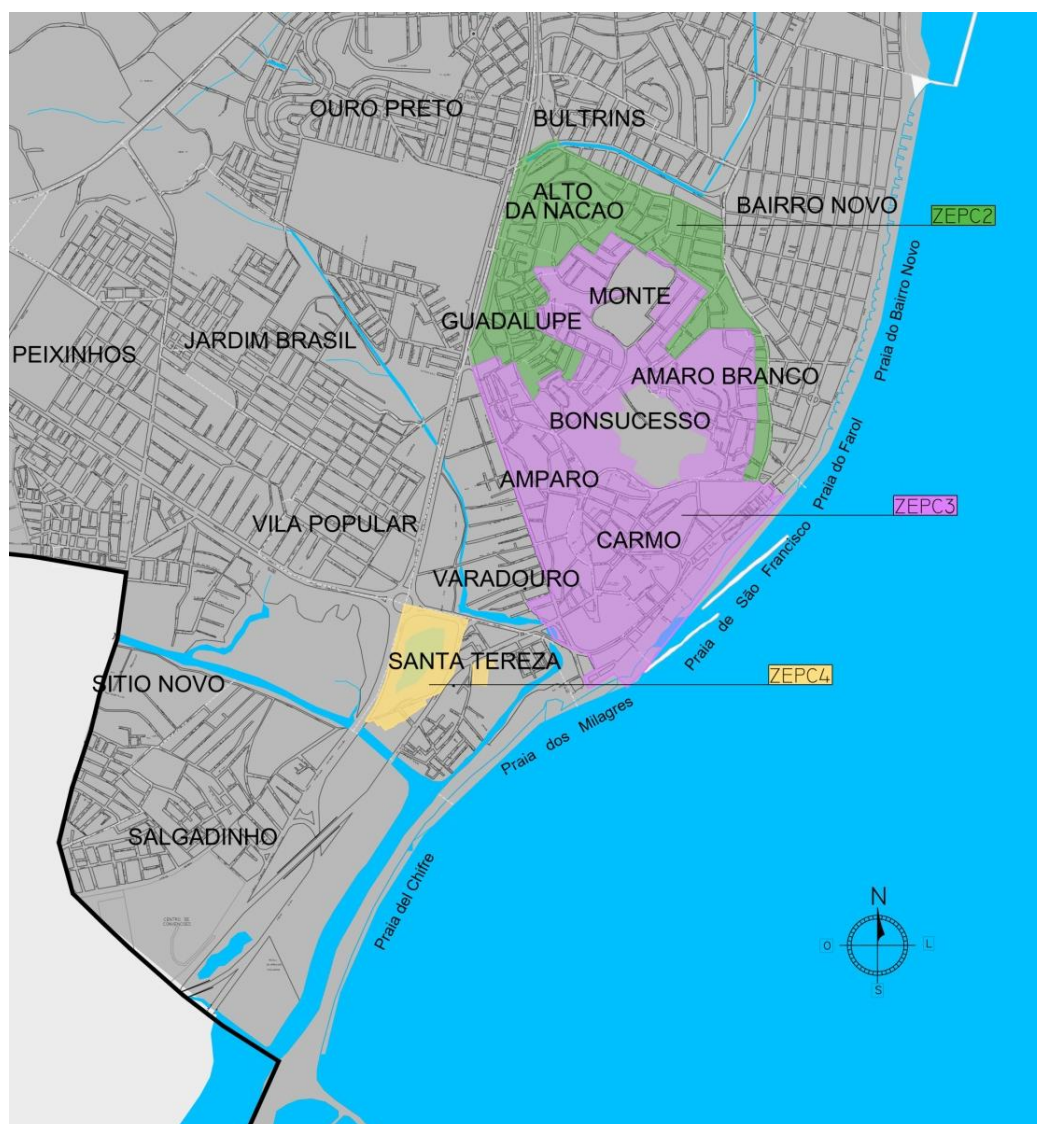 OURO PRETO
BULTRINS
ALTO
DA NACAO
BAIRRO NOVO
ZEPC2
MONTE
GUADALUPE
JARDIM BRASIL
PEIXINHOS
Praia do Bairro Novo
AMARO BRANCO
BONSUCESSO
Praia do Farol
AMPARO
ZEPC3
VILA POPULAR
CARMO
VARADOURO
Praia de São Francisco
SANTA TEREZA
ZEPC4
SITIO NOVO
Praia dos Milagres
SALGADINHO
Praia del Chifre
CENTRO DE
N
O
L
S